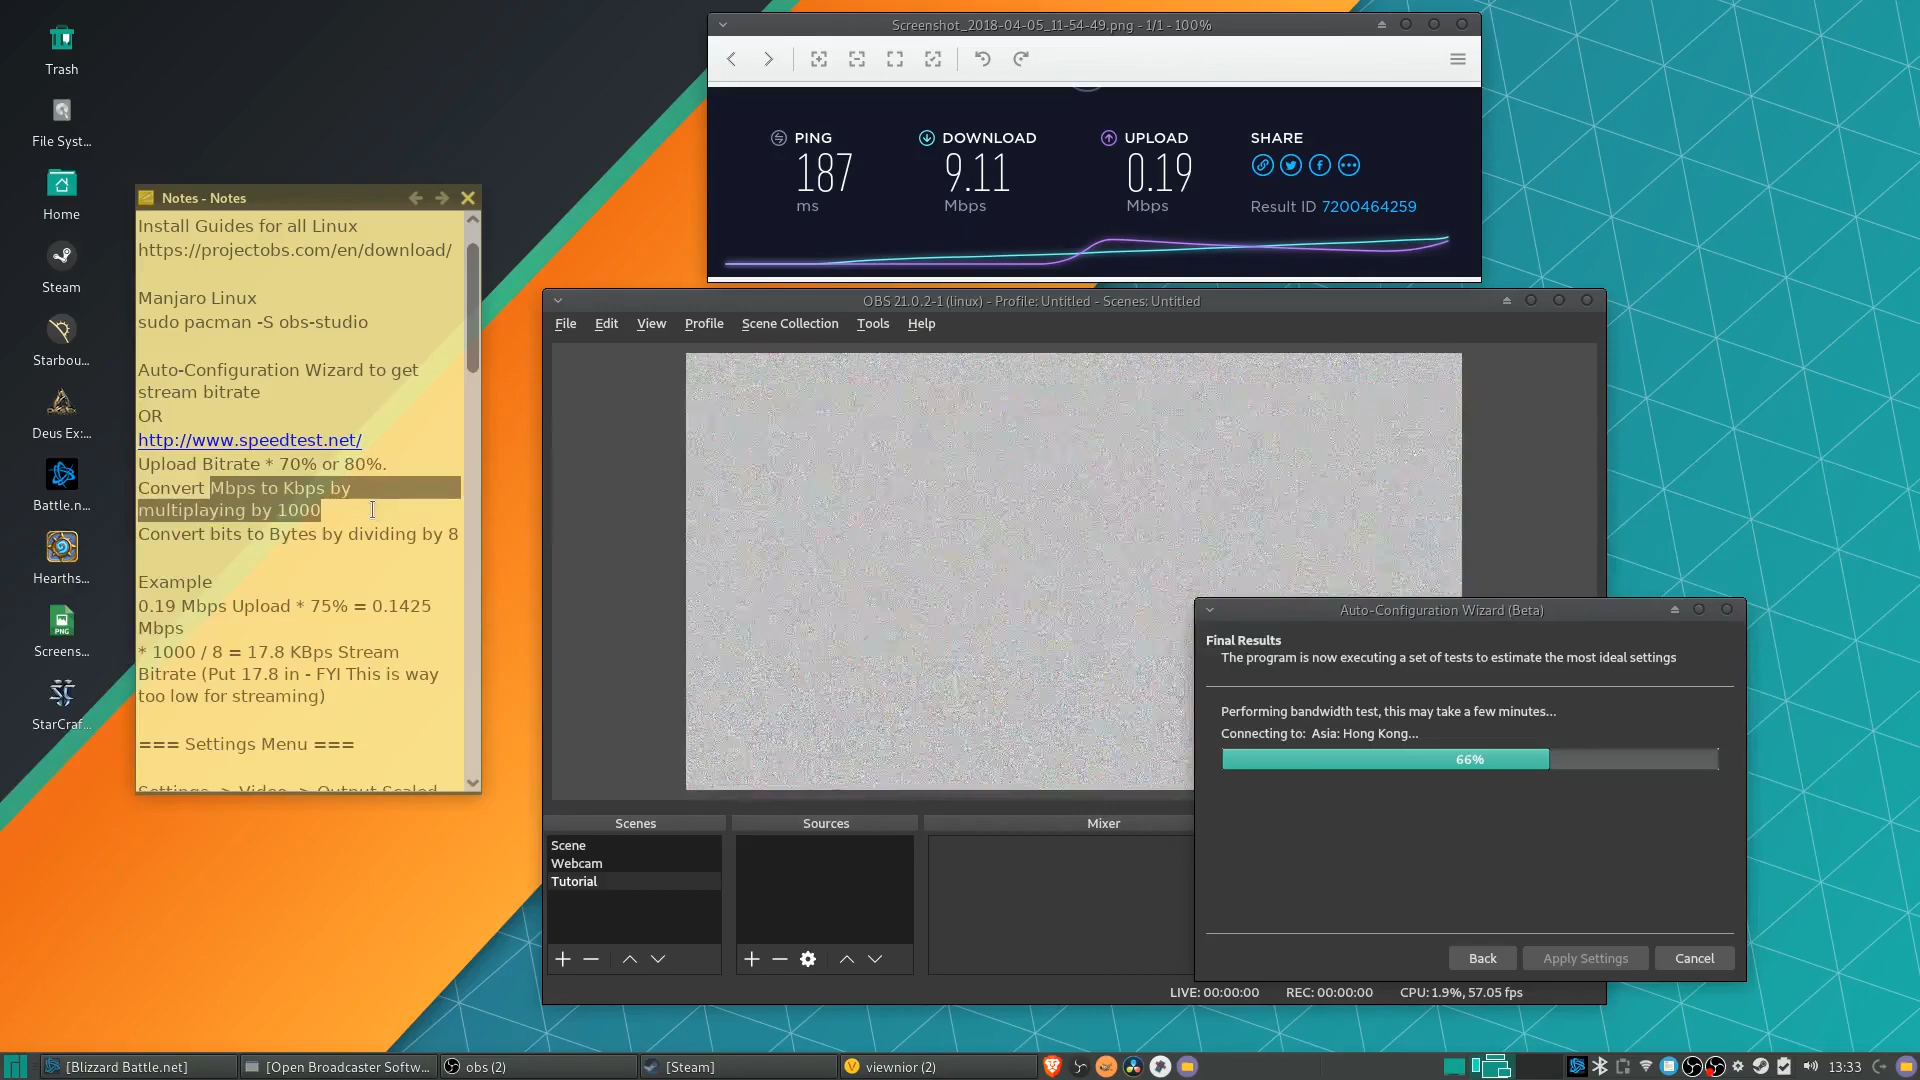 Trash
File Syst...
Home
Steam
Starbou...
Deus Ex:...
Battle.n...
Hearths...
Screens...
StarCraf...
Notes - Notes
Install Guides for all Linux
https://projectobs.com/en/download/
Manjaro Linux
sudo pacman -S obs-studio
Auto-Configuration Wizard to get
stream bitrate
OR
http://www.speedtest.net/
Upload Bitrate * 70% or 80%.
Convert Mbps to Kbps by
multiplaying by 1000
Convert bits to Bytes by dividing by 8
Example
0.19 Mbps Upload * 75% = 0.1425
Mbps
* 1000 / 8 = 17.8 KBps Stream
Bitrate (Put 17.8 in - FYI This is way
too low for streaming)
=== Settings Menu ===
Settings -> Video -> Output Scaled
Screenshot_2018-04-05_11-54-49.png - 1/1 - 100%
PING
187
ms
DOWNLOAD
9.11
Mbps
UPLOAD
0.19
Mbps
SHARE
Result ID 7200464259
OBS 21.0.2-1 (linux) - Profile: Untitled - Scenes: Untitled
File Edit View Profile Scene Collection Tools Help
Scenes
Scene
Webcam
Tutorial
Sources
Mixer
LIVE: 00:00:00 REC: 00:00:00 CPU: 1.9%, 57.05 fps
Auto-Configuration Wizard (Beta)
Final Results
The program is now executing a set of tests to estimate the most ideal settings
Performing bandwidth test, this may take a few minutes...
Connecting to: Asia: Hong Kong...
66%
Back Apply Settings Cancel
[Blizzard Battle.net] [Open Broadcaster Softw... obs (2) [Steam] viewnior (2) 13:33